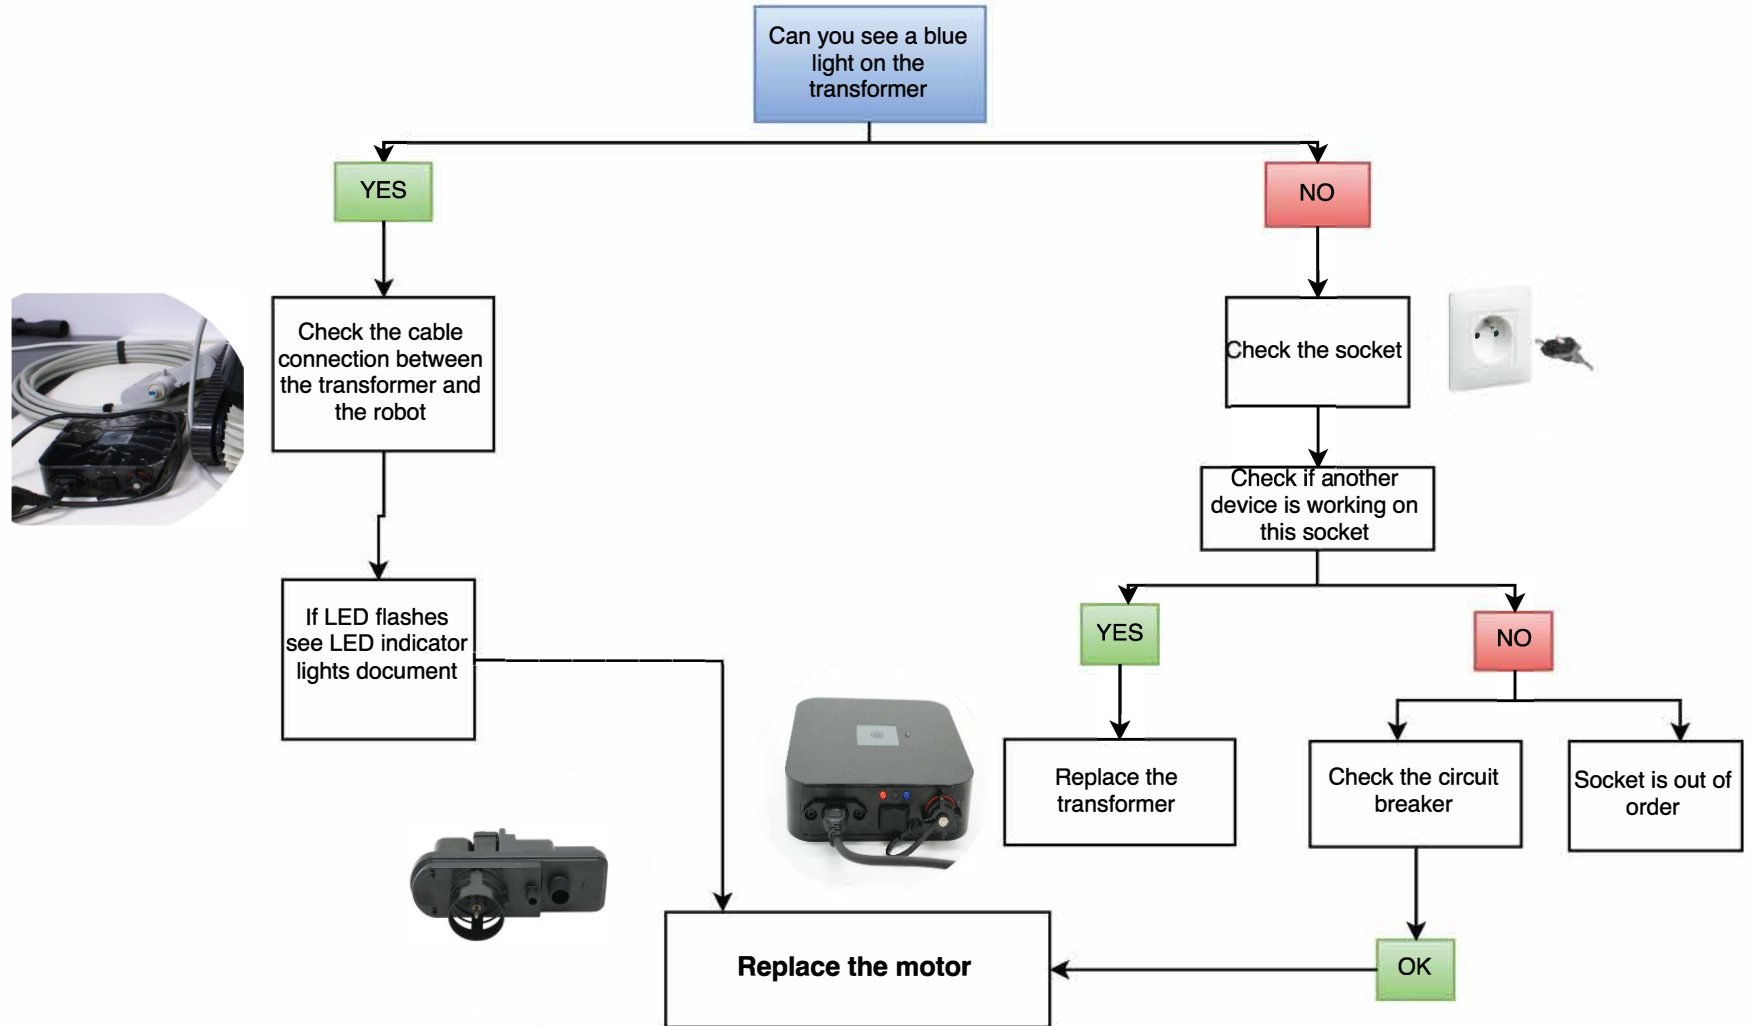 Can you see a blue
light on the
transformer
YES
NO
Check the cable
connection between
the transformer and
the robot
Check the socket
Check if another
device is working on
this socket
If LED flashes
see LED indicator
lights document
YES
NO
Replace the
transformer
Check the circuit
breaker
Socket is out of
order
Replace the motor
OK